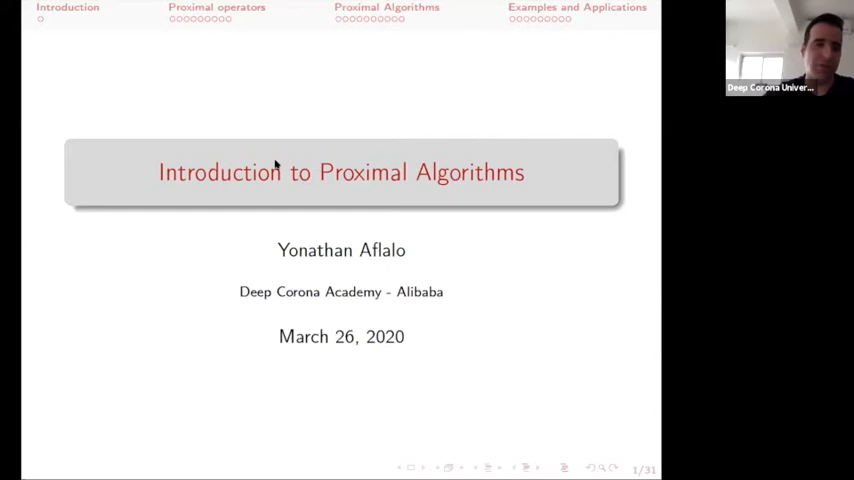 Introduction
Proximal operators
Proximal Algorithms
Examples and Applications
Deep Corona Univer...
Introduction to Proximal Algorithms
Yonathan Aflalo
Deep Corona Academy - Alibaba
March 26, 2020
1/31